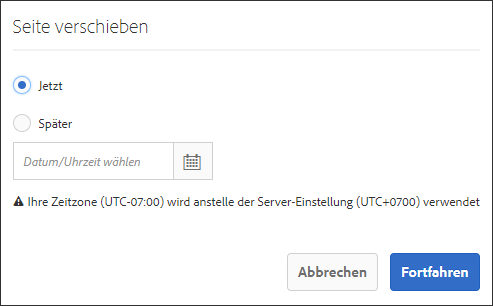 Seite verschieben
Jetzt
Später
Datum/Uhrzeit wählen
Ihre Zeitzone (UTC-07:00) wird anstelle der Server-Einstellung (UTC+0700) verwendet
Abbrechen
Fortfahren